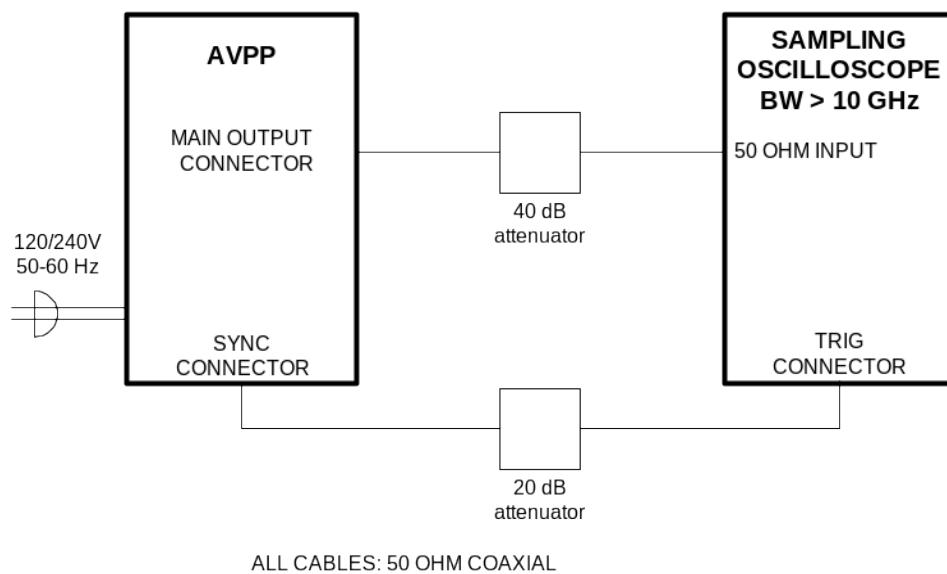 AVPP
MAIN OUTPUT
CONNECTOR
SAMPLING
OSCILLOSCOPE
BW > 10 GHz
50 OHM INPUT
40 dB
attenuator
120/240V
50-60 Hz
SYNC
CONNECTOR
TRIG
CONNECTOR
20 dB
attenuator
ALL CABLES: 50 OHM COAXIAL